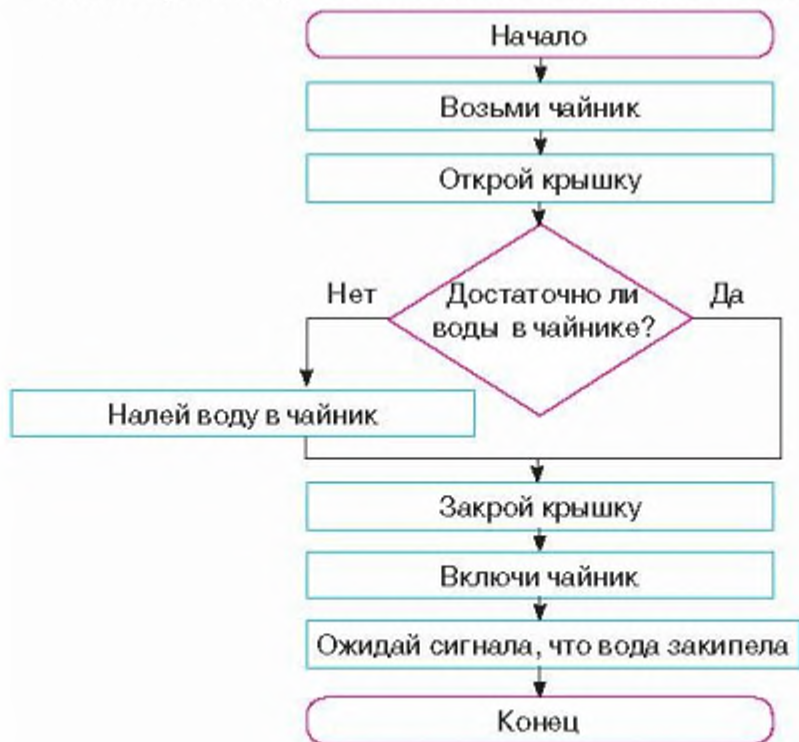 Начало
Возьми чайник
Открой крышку
Нет
Достаточно ли
воды в чайнике?
Да
Налей воду в чайник
Закрой крышку
Включи чайник
Ожидай сигнала, что вода закипела
Конец